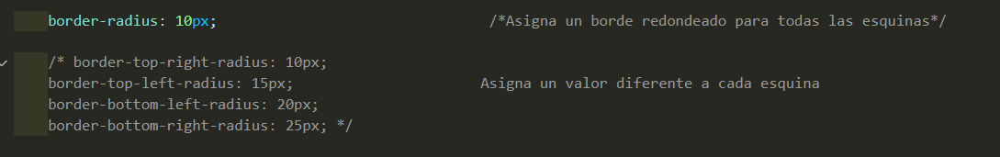 border-radius: 10px; /*Asigna un borde redondeado para todas las esquinas*/
/* border-top-right-radius: 10px;
border-top-left-radius: 15px; Asigna un valor diferente a cada esquina
border-bottom-left-radius: 20px;
border-bottom-right-radius: 25px; */